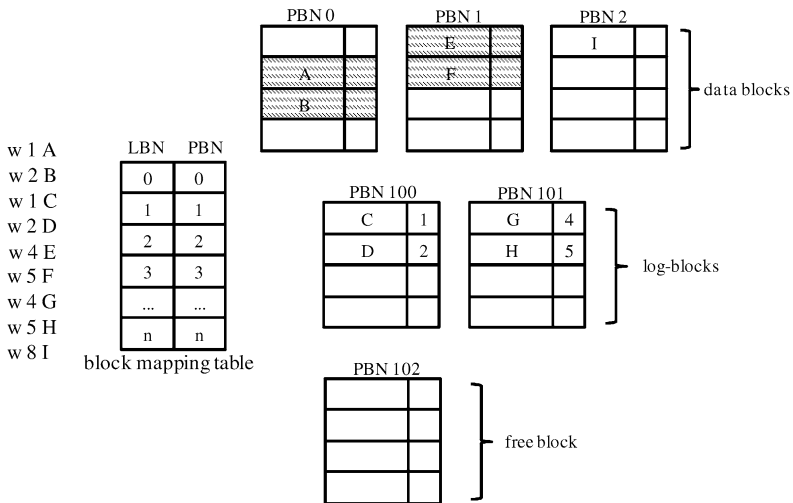 PBN 0 PBN 1 PBN 2
E I
A F
B
data blocks
w 1 A
w 2 B
w 1 C
w 2 D
w 4 E
w 5 F
w 4 G
w 5 H
w 8 I
LBN PBN
0 0
1 1
2 2
3 3
... ...
n n
block mapping table
PBN 100 PBN 101
C 1 G 4
D 2 H 5
log-blocks
PBN 102
free block